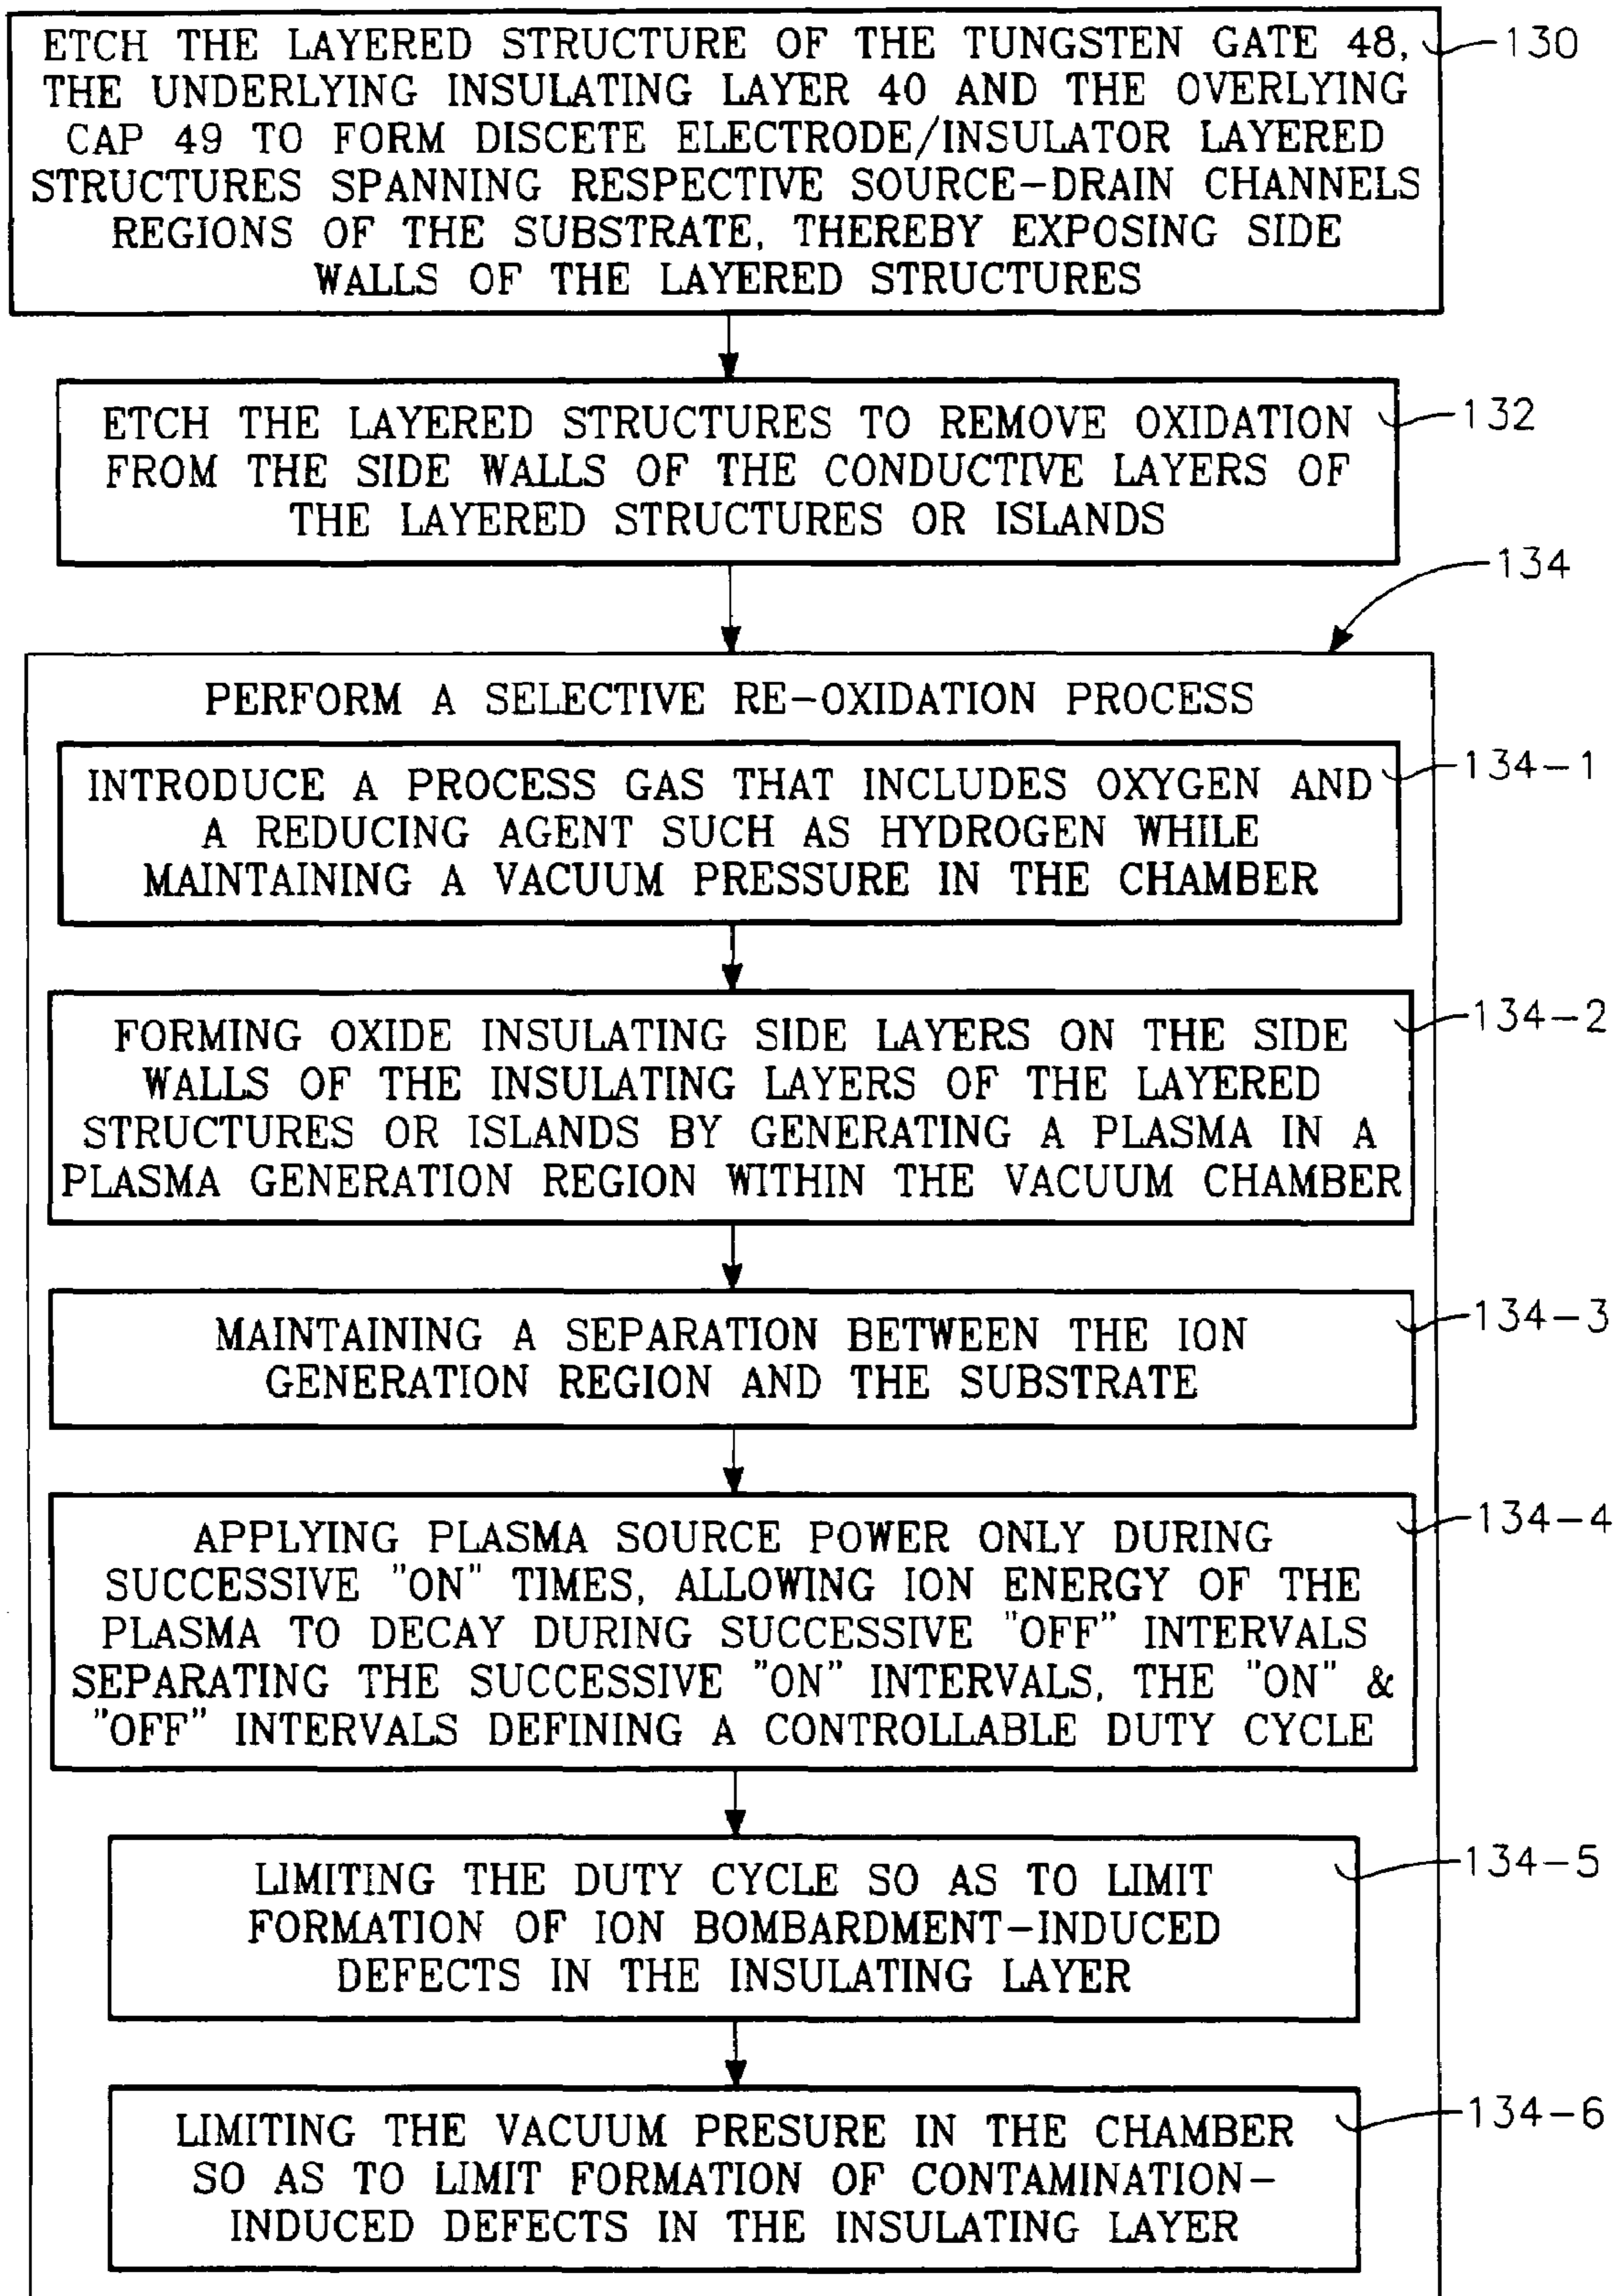 ETCH THE LAYERED STRUCTURE OF THE TUNGSTEN GATE 48,
130
THE UNDERLYING INSULATING LAYER 40 AND THE OVERLYING
CAP 49 TO FORM DISCETE ELECTRODE/INSULATOR LAYERED
STRUCTURES SPANNING RESPECTIVE SOURCE-DRAIN CHANNELS
REGIONS OF THE SUBSTRATE, THEREBY EXPOSING SIDE
WALLS OF THE LAYERED STRUCTURES
ETCH THE LAYERED STRUCTURES TO REMOVE OXIDATION
132
FROM THE SIDE WALLS OF THE CONDUCTIVE LAYERS OF
THE LAYERED STRUCTURES OR ISLANDS
134
PERFORM A SELECTIVE RE-OXIDATION PROCESS
INTRODUCE A PROCESS GAS THAT INCLUDES OXYGEN AND
134-1
A REDUCING AGENT SUCH AS HYDROGEN WHILE
MAINTAINING A VACUUM PRESSURE IN THE CHAMBER
FORMING OXIDE INSULATING SIDE LAYERS ON THE SIDE
134-2
WALLS OF THE INSULATING LAYERS OF THE LAYERED
STRUCTURES OR ISLANDS BY GENERATING A PLASMA IN A
PLASMA GENERATION REGION WITHIN THE VACUUM CHAMBER
MAINTAINING A SEPARATION BETWEEN THE ION
134-3
GENERATION REGION AND THE SUBSTRATE
APPLYING PLASMA SOURCE POWER ONLY DURING
134-4
SUCCESSIVE "ON" TIMES, ALLOWING ION ENERGY OF THE
PLASMA TO DECAY DURING SUCCESSIVE "OFF" INTERVALS
SEPARATING THE SUCCESSIVE "ON" INTERVALS, THE "ON" &
"OFF" INTERVALS DEFINING A CONTROLLABLE DUTY CYCLE
LIMITING THE DUTY CYCLE SO AS TO LIMIT
134-5
FORMATION OF ION BOMBARDMENT-INDUCED
DEFECTS IN THE INSULATING LAYER
LIMITING THE VACUUM PRESURE IN THE CHAMBER
134-6
SO AS TO LIMIT FORMATION OF CONTAMINATION-
INDUCED DEFECTS IN THE INSULATING LAYER